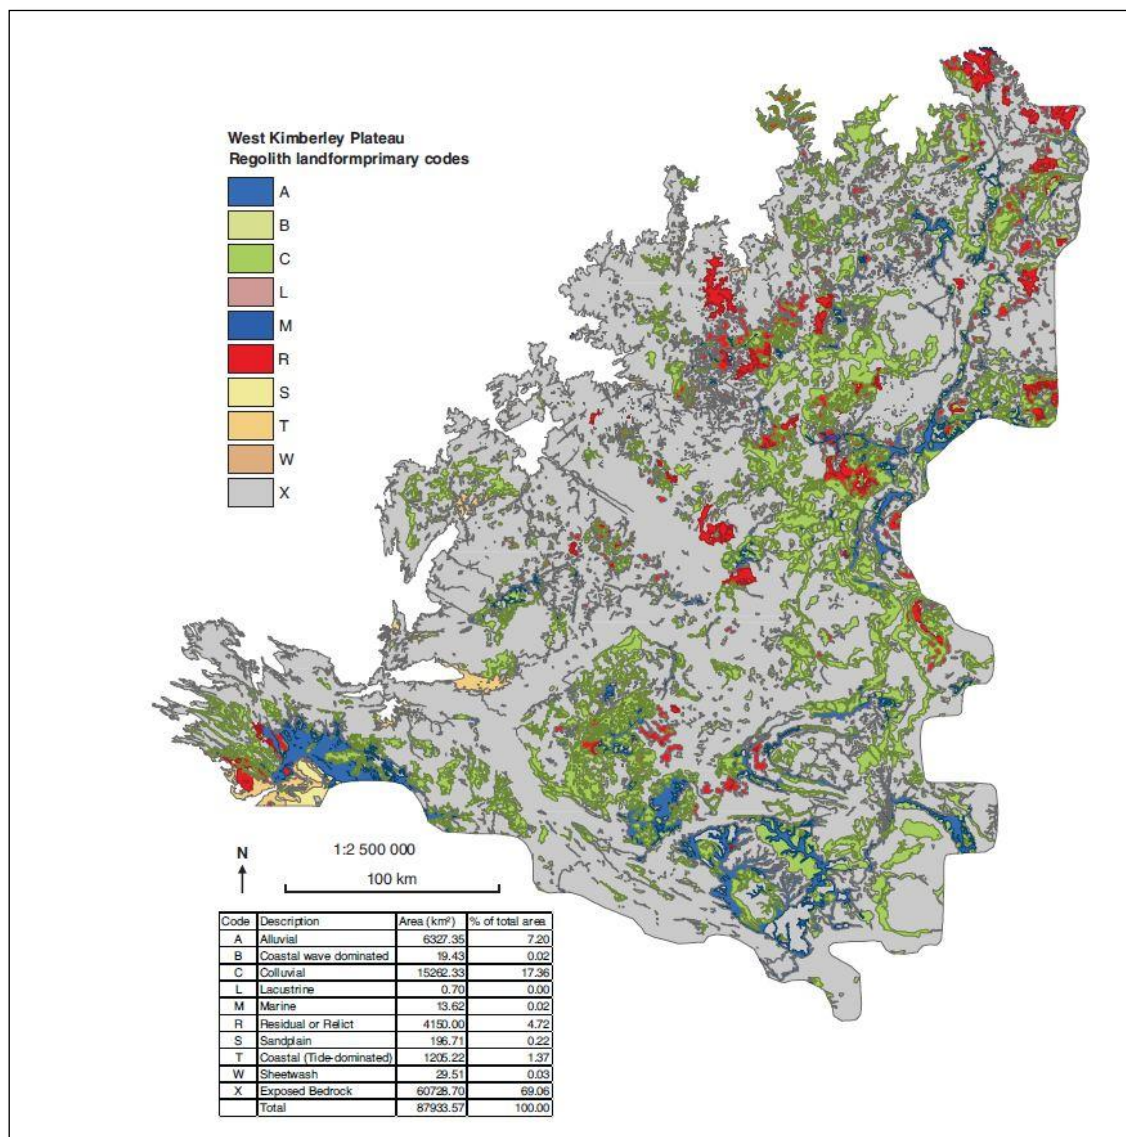 West Kimberley Plateau
Regolith landformprimary codes
A
B
C
L
M
R
S
T
W
X
N
1:2 500 000
100 km
Code Description Area (km²) % of total area
A Alluvial 6327.35 7.20
B Coastal wave dominated 19.43 0.02
C Colluvial 15262.33 17.36
L Lacustrine 0.70 0.00
M Marine 13.62 0.02
R Residual or Relict 4150.00 4.72
S Sandplain 196.71 0.22
T Coastal (Tide-dominated) 1205.22 1.37
W Sheetwash 29.51 0.03
X Exposed Bedrock 60728.70 69.06
Total 87933.57 100.00